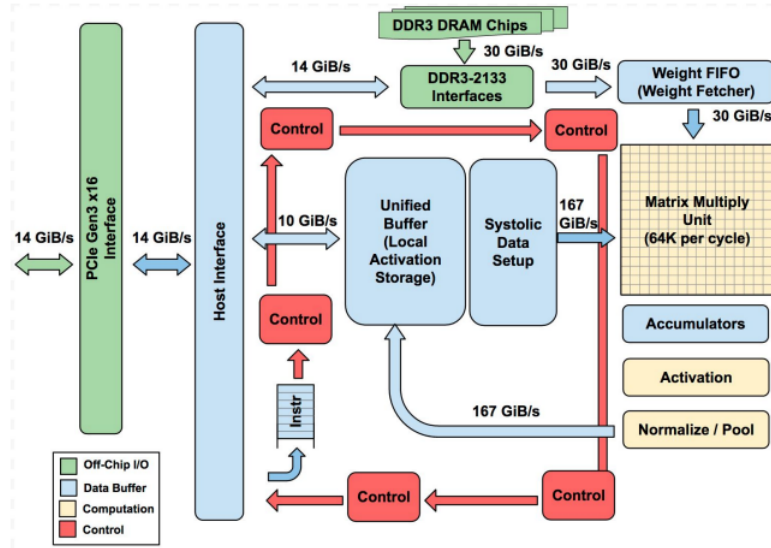 DDR3 DRAM Chips
30 GiB/s
14 GiB/s
DDR3-2133
Interfaces
30 GiB/s
Weight FIFO
(Weight Fetcher)
30 GiB/s
Control
Control
PCIe Gen3 x16
Interface
14 GiB/s
14 GiB/s
Host Interface
10 GiB/s
Unified
Buffer
(Local
Activation
Storage)
Systolic
Data
Setup
167
GiB/s
Matrix Multiply
Unit
(64K per cycle)
Control
Accumulators
Activation
Instr
167 GiB/s
Normalize / Pool
Off-Chip I/O
Data Buffer
Computation
Control
Control
Control